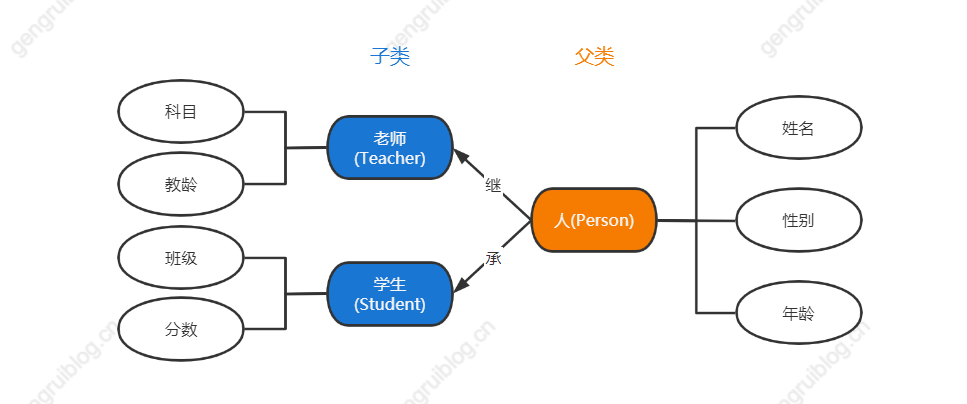 gengruiblog.cn
gengruiblog.cn
gengruiblog.cn
子类
父类
科目
教龄
班级
分数
老师
(Teacher)
学生
(Student)
继
承
人(Person)
姓名
性别
年龄
gengruiblog.cn
gengruiblog.cn
gengruiblog.cn